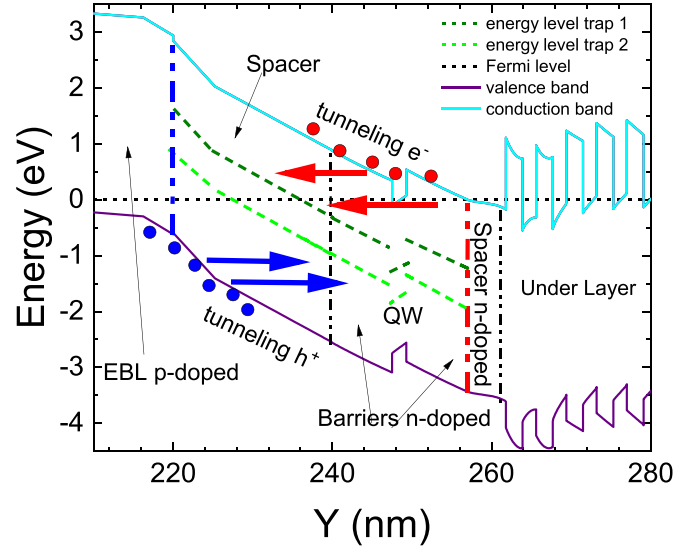 energy level trap 1
energy level trap 2
Fermi level
valence band
conduction band
Spacer
tunneling e-
tunneling h+
EBL p-doped
QW
Barriers n-doped
Spacer n-doped
Under Layer
Energy (eV)
3
2
1
0
-1
-2
-3
-4
220
240
260
280
Y (nm)